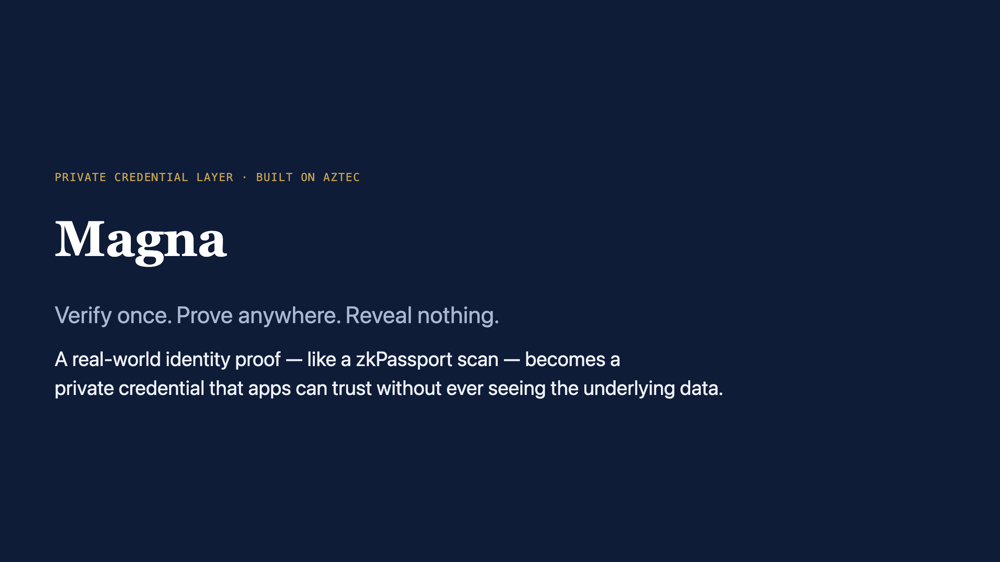 PRIVATE CREDENTIAL LAYER · BUILT ON AZTEC
Magna
Verify once. Prove anywhere. Reveal nothing.
A real-world identity proof — like a zkPassport scan — becomes a
private credential that apps can trust without ever seeing the underlying data.